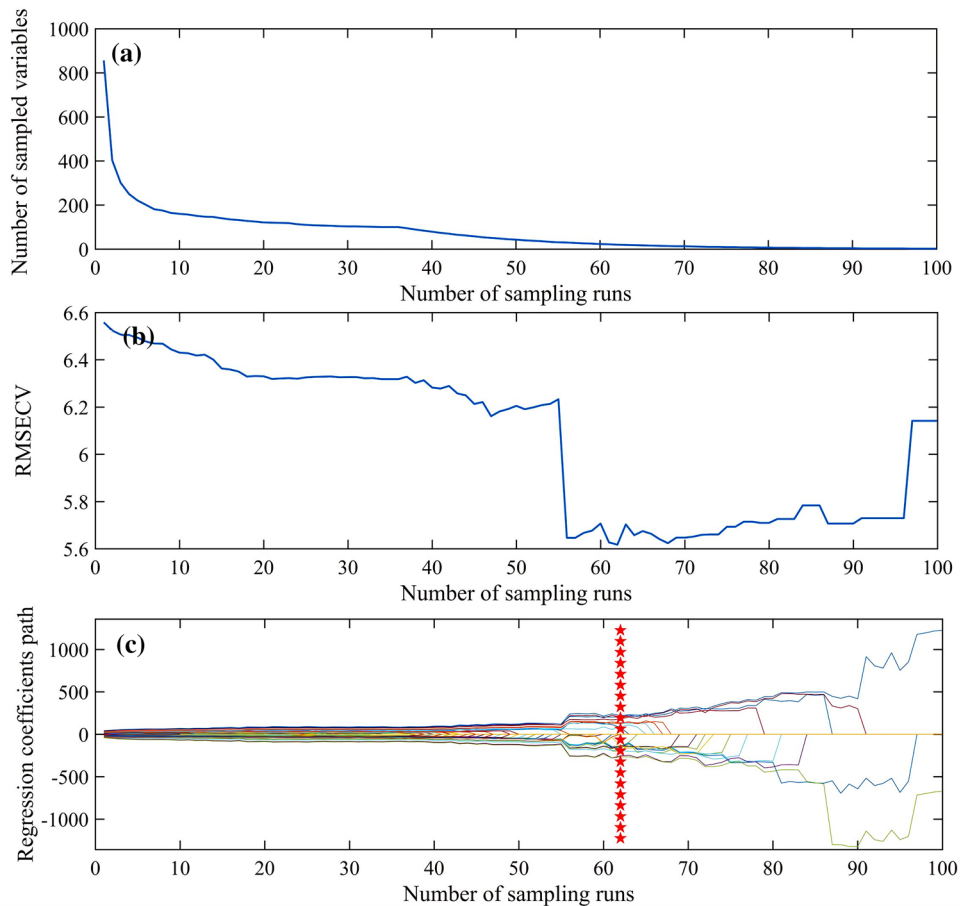 (a)
Number of sampled variables
1000
800
600
400
200
0
0 10 20 30 40 50 60 70 80 90 100
Number of sampling runs
(b)
RMSECV
6.6
6.4
6.2
6
5.8
5.6
0 10 20 30 40 50 60 70 80 90 100
Number of sampling runs
(c)
Regression coefficients path
1000
500
0
-500
-1000
0 10 20 30 40 50 60 70 80 90 100
Number of sampling runs